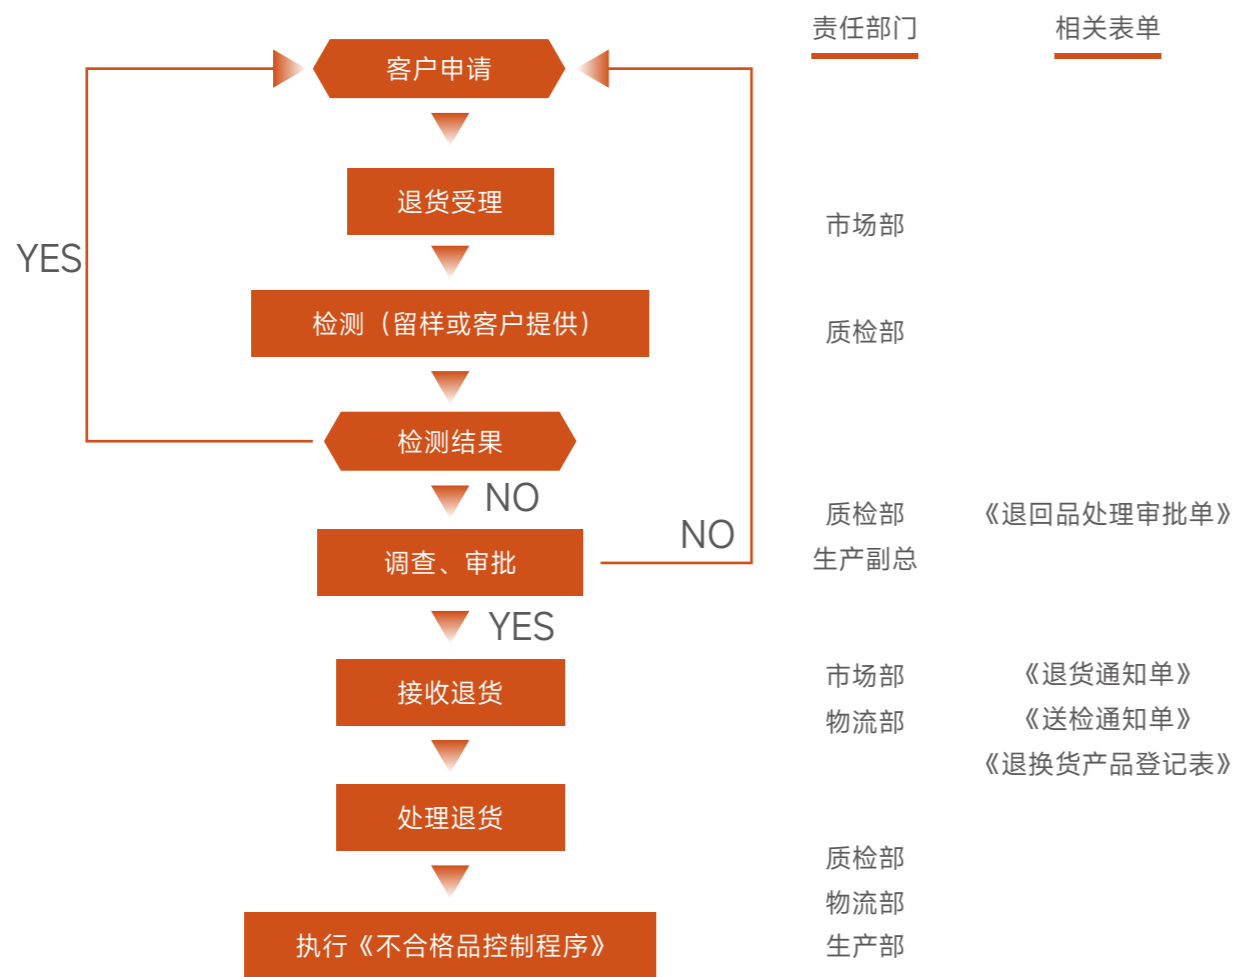 责任部门
相关表单
客户申请
退货受理
市场部
YES
检测（留样或客户提供）
质检部
检测结果
NO
质检部
《退回品处理审批单》
NO
调查、审批
生产副总
YES
市场部
《退货通知单》
接收退货
物流部
《送检通知单》
《退换货产品登记表》
处理退货
质检部
物流部
执行《不合格品控制程序》
生产部